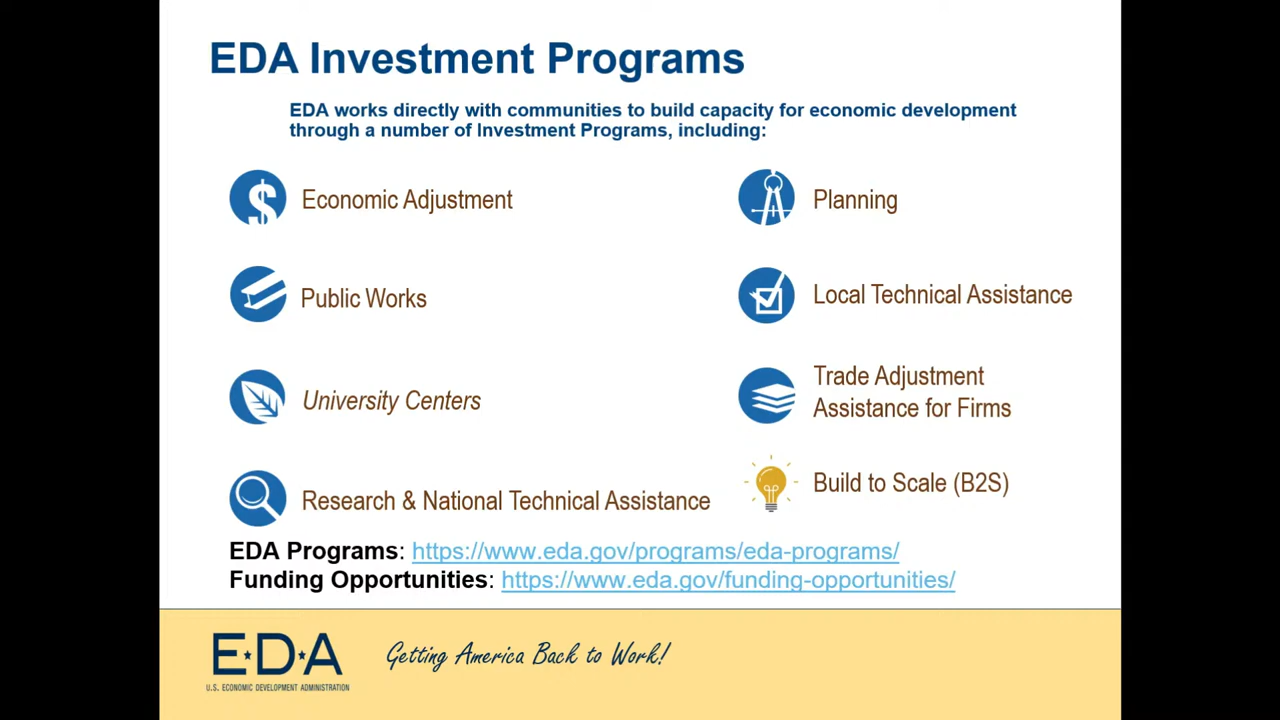 EDA Investment Programs
EDA works directly with communities to build capacity for economic development
through a number of Investment Programs, including:
Economic Adjustment
Planning
Public Works
Local Technical Assistance
University Centers
Trade Adjustment
Assistance for Firms
Research & National Technical Assistance
Build to Scale (B2S)
EDA Programs: https://www.eda.gov/programs/eda-programs/
Funding Opportunities: https://www.eda.gov/funding-opportunities/
E★D★A
U.S. ECONOMIC DEVELOPMENT ADMINISTRATION
Getting America Back to Work!